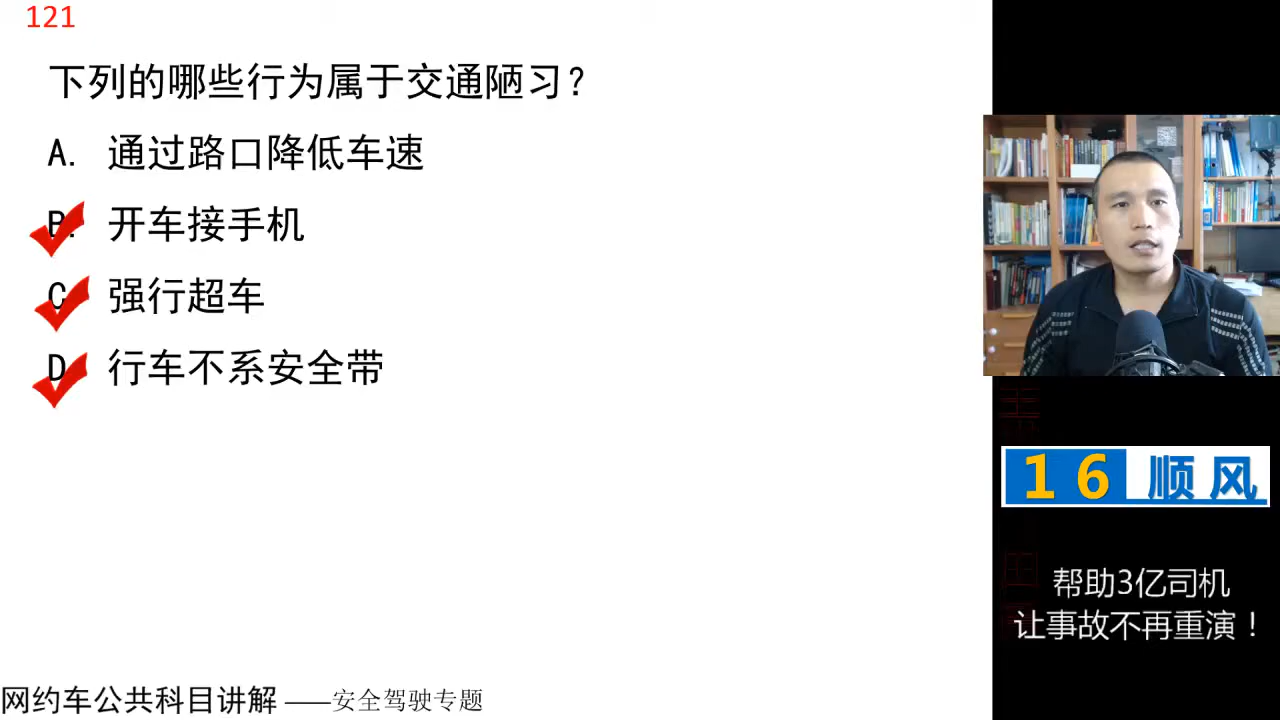 121
下列的哪些行为属于交通陋习?
A. 通过路口降低车速
B. 开车接手机
C 强行超车
D 行车不系安全带
16 顺风
帮助3亿司机
让事故不再重演！
网约车公共科目讲解 ——安全驾驶专题